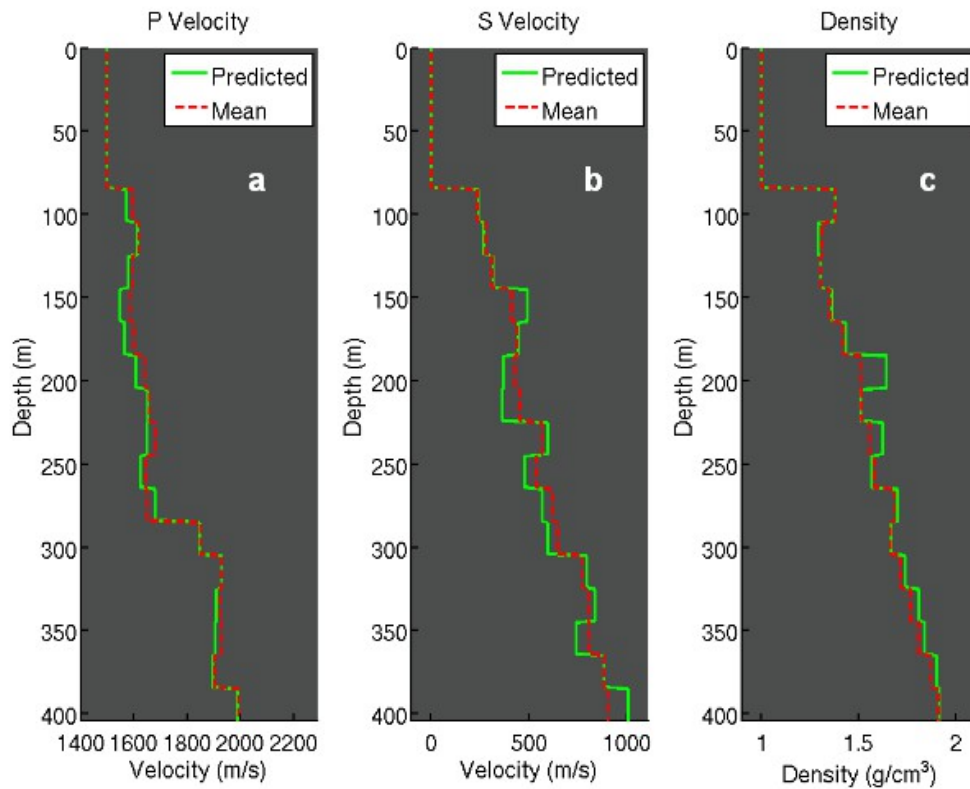 P Velocity
S Velocity
Density
0
50
100
150
200
250
300
350
400
Depth (m)
1400 1600 1800 2000 2200
Velocity (m/s)
Predicted
Mean
a
0
50
100
150
200
250
300
350
400
Depth (m)
0 500 1000
Velocity (m/s)
Predicted
Mean
b
0
50
100
150
200
250
300
350
400
Depth (m)
1 1.5 2
Density (g/cm³)
Predicted
Mean
c